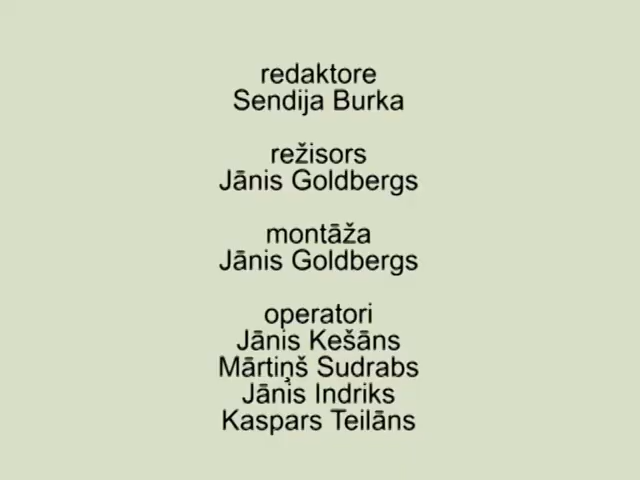 redaktore
Sendija Burka
režisors
Jānis Goldbergs
montāža
Jānis Goldbergs
operatori
Jānis Kešāns
Mārtiņš Sudrabs
Jānis Indriks
Kaspars Teilāns